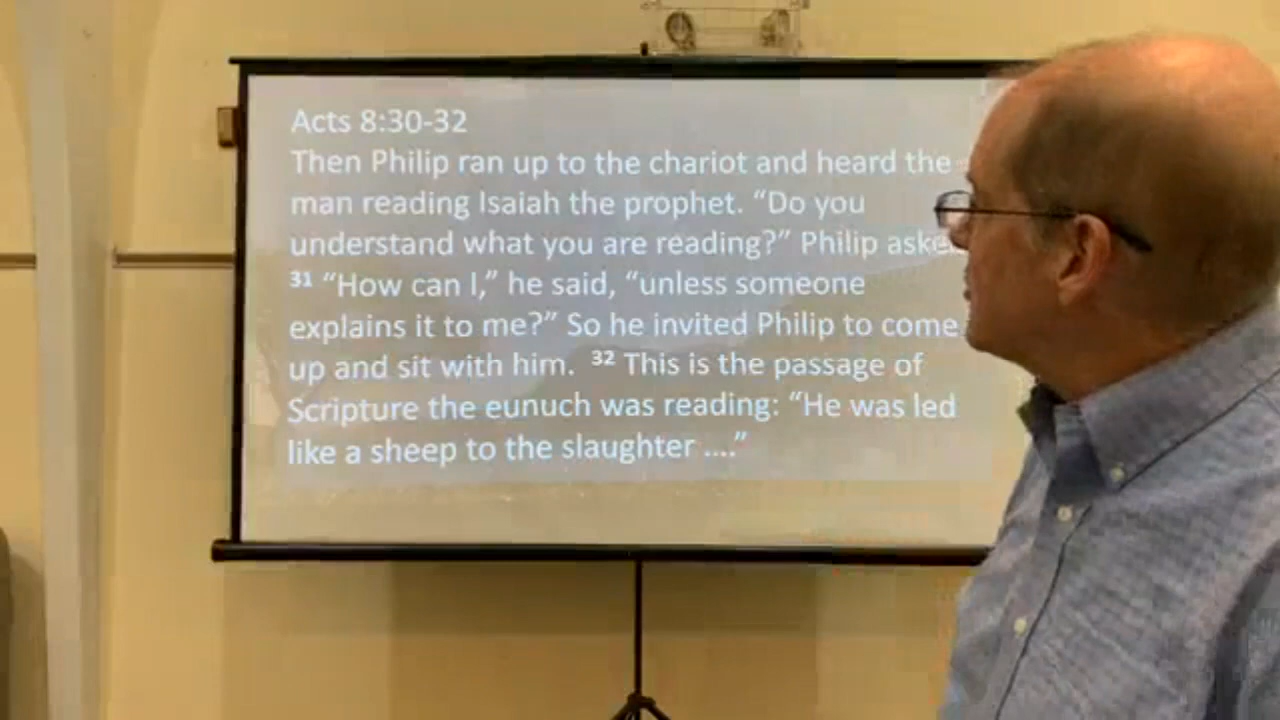 Acts 8:30-32
Then Philip ran up to the chariot and heard the
man reading Isaiah the prophet. “Do you
understand what you are reading?” Philip
31 “How can I,” he said, “unless someone
explains it to me?” So he invited Philip to come
up and sit with him. 32 This is the passage of
Scripture the eunuch was reading: “He was led
like a sheep to the slaughter ....”